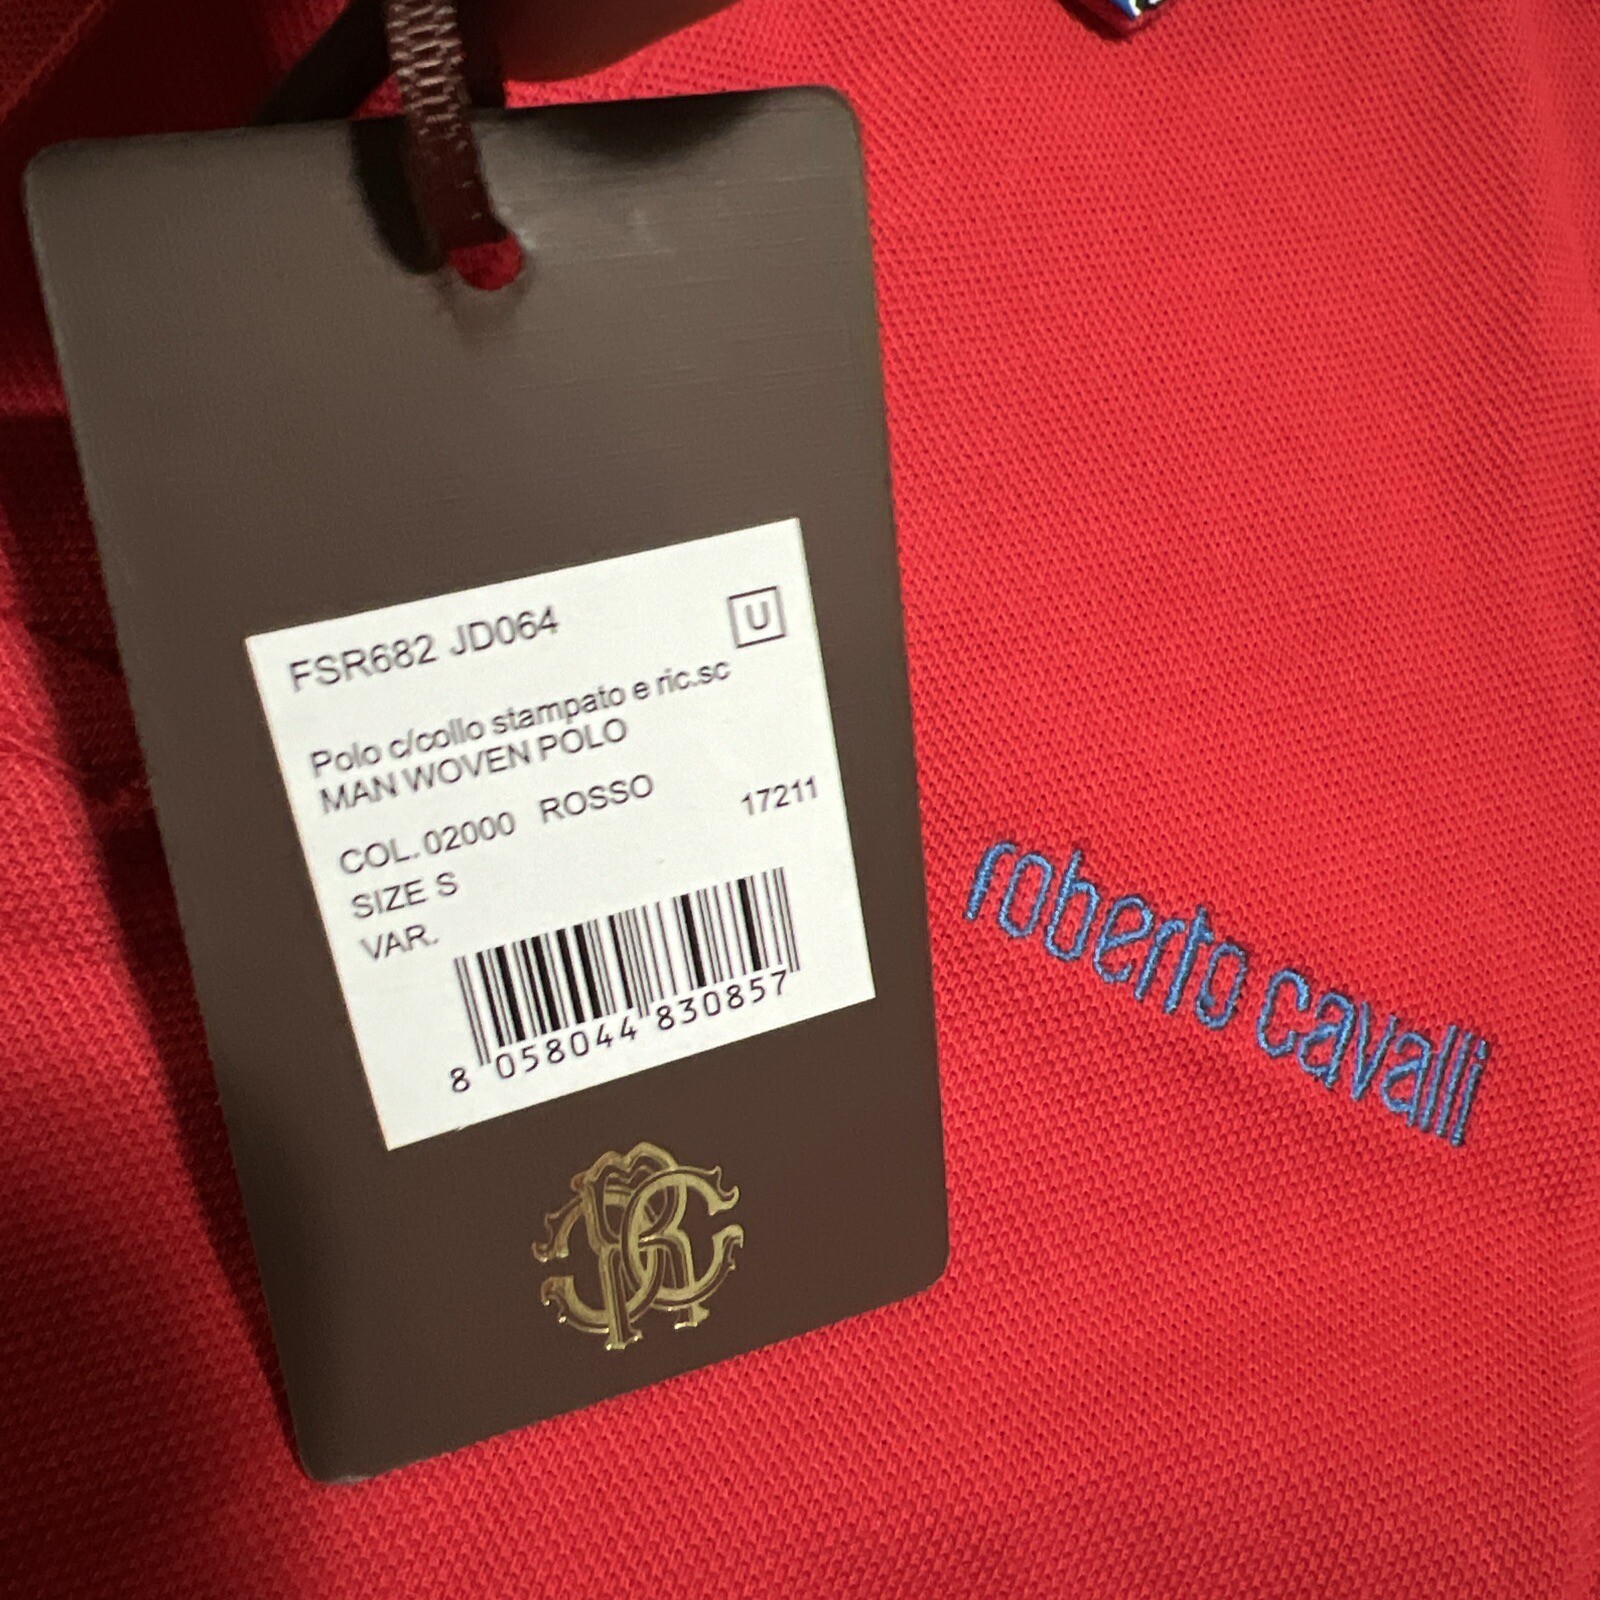 FSR682 JD064
U
Polo c/collo stampato e ric.sc
MAN WOVEN POLO
COL. 02000 ROSSO 17211
SIZE S
VAR.
8 058044 830857
roberto cavalli